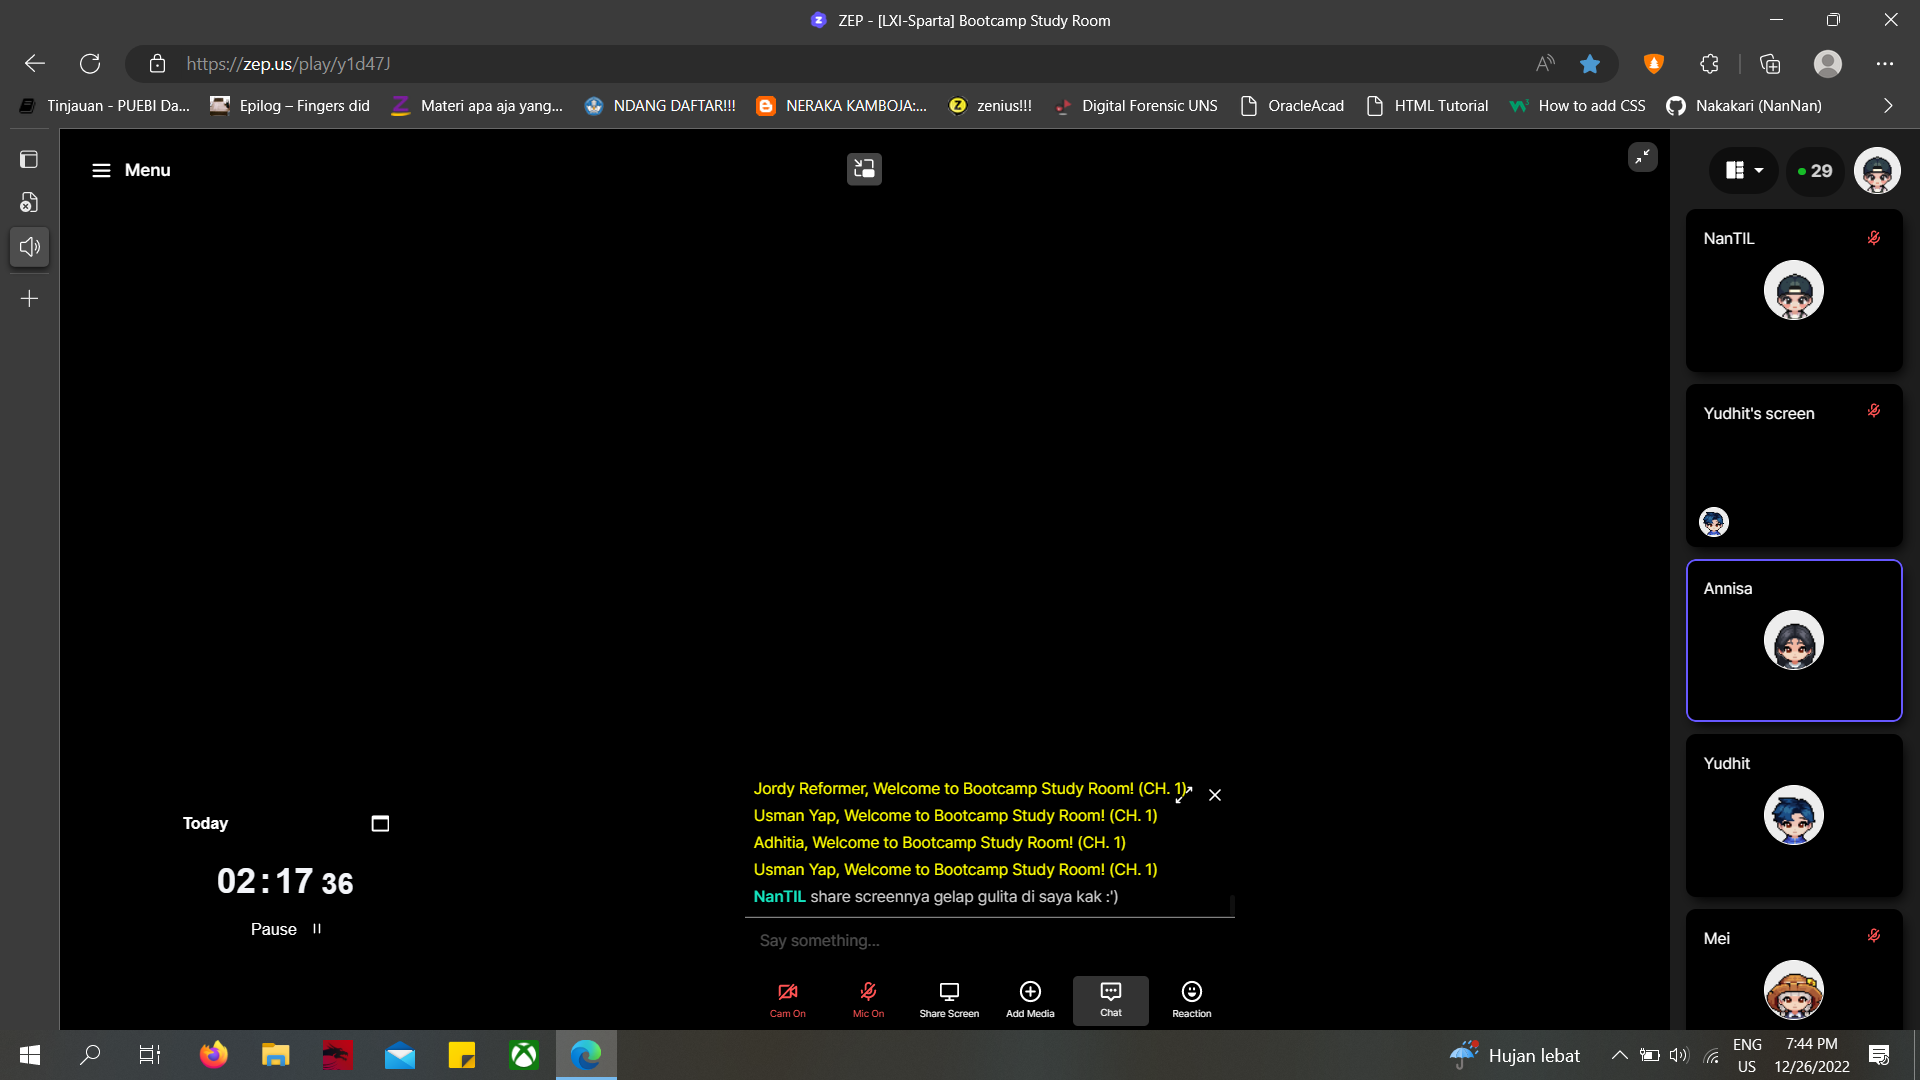 ZEP - [LXI-Sparta] Bootcamp Study Room
https://zep.us/play/y1d47J
Tinjauan - PUEBI Da...
Epilog – Fingers did
Materi apa aja yang...
NDANG DAFTAR!!!
NERAKA KAMBOJA:...
zenius!!!
Digital Forensic UNS
OracleAcad
HTML Tutorial
How to add CSS
Nakakari (NanNan)
Menu
29
NanTIL
Yudhit's screen
Annisa
Yudhit
Mei
Today
02:17 36
Pause
Jordy Reformer, Welcome to Bootcamp Study Room! (CH. 1)
Usman Yap, Welcome to Bootcamp Study Room! (CH. 1)
Adhitia, Welcome to Bootcamp Study Room! (CH. 1)
Usman Yap, Welcome to Bootcamp Study Room! (CH. 1)
NanTIL share screennya gelap gulita di saya kak :')
Say something...
Cam On
Mic On
Share Screen
Add Media
Chat
Reaction
Hujan lebat
ENG
US
7:44 PM
12/26/2022